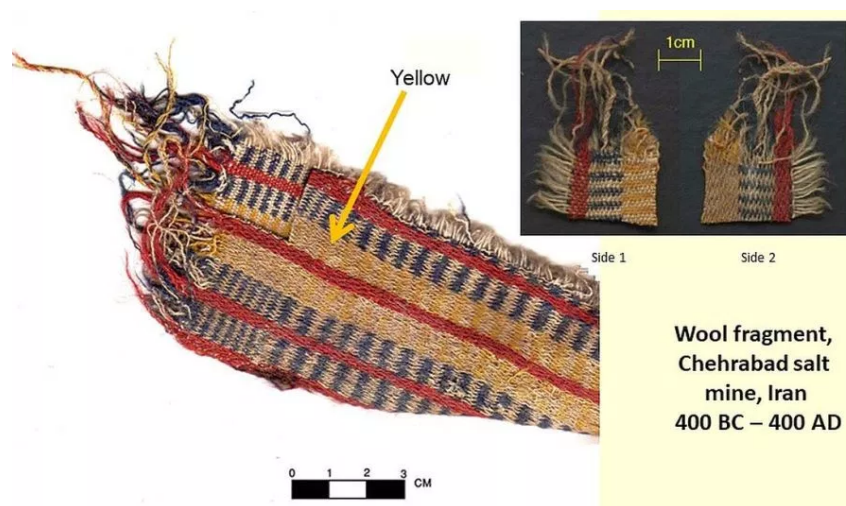 Yellow
1cm
Side 1
Side 2
Wool fragment,
Chehrabad salt
mine, Iran
400 BC – 400 AD
0 1 2 3
CM